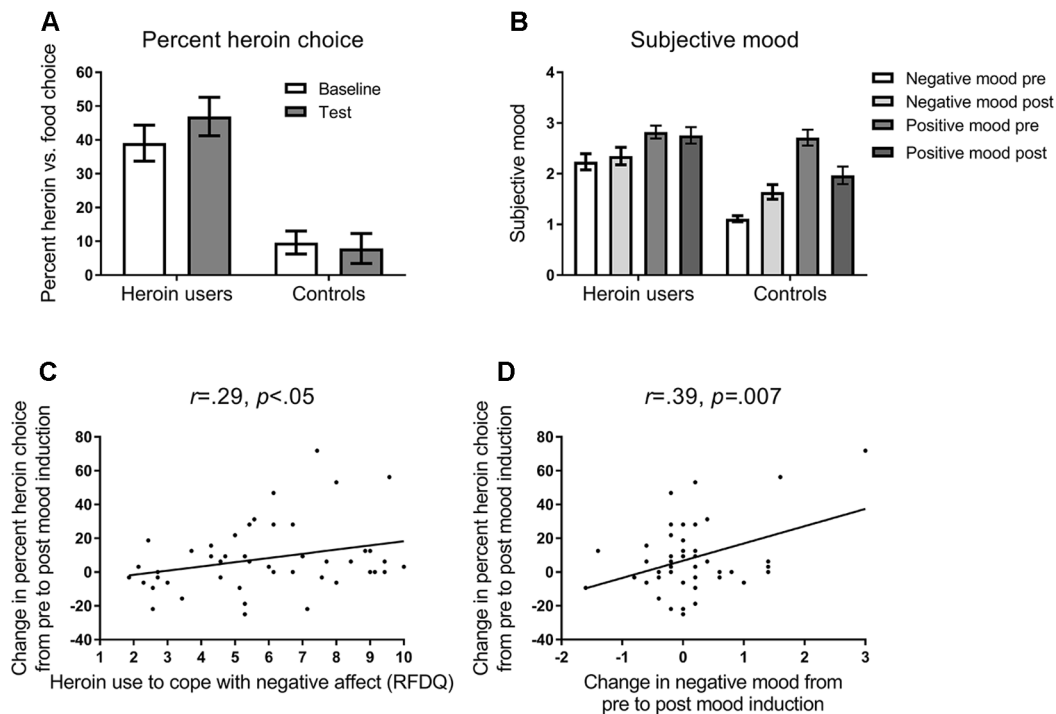 A
Percent heroin choice
Percent heroin vs. food choice
60
50
40
30
20
10
0
Baseline
Test
Heroin users
Controls
B
Subjective mood
Subjective mood
4
3
2
1
0
Negative mood pre
Negative mood post
Positive mood pre
Positive mood post
Heroin users
Controls
C
r=.29, p<.05
Change in percent heroin choice
from pre to post mood induction
80
60
40
20
0
-20
-40
1 2 3 4 5 6 7 8 9 10
Heroin use to cope with negative affect (RFDQ)
D
r=.39, p=.007
Change in percent heroin choice
from pre to post mood induction
80
60
40
20
0
-20
-40
-2 -1 0 1 2 3
Change in negative mood from
pre to post mood induction